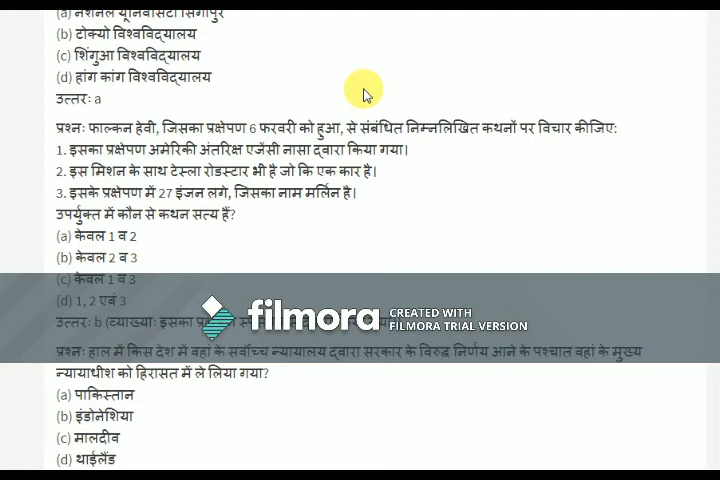 (a) नेशनल यूनिवर्सिटी सिंगापुर
(b) टोक्यो विश्वविद्यालय
(c) शिंगुआ विश्वविद्यालय
(d) हांग कांग विश्वविद्यालय
उत्तरः a
प्रश्नः फाल्कन हेवी, जिसका प्रक्षेपण 6 फरवरी को हुआ, से संबंधित निम्नलिखित कथनों पर विचार कीजिए:
1. इसका प्रक्षेपण अमेरिकी अंतरिक्ष एजेंसी नासा द्वारा किया गया।
2. इस मिशन के साथ टेस्ला रोडस्टार भी है जो कि एक कार है।
3. इसके प्रक्षेपण में 27 इंजन लगे, जिसका नाम मर्लिन है।
उपर्युक्त में कौन से कथन सत्य हैं?
(a) केवल 1 व 2
(b) केवल 2 व 3
(c) केवल 1 व 3
(d) 1, 2 एवं 3
उत्तरः b (व्याख्याः इसका
filmora CREATED WITH
FILMORA TRIAL VERSION
प्रश्नः हाल में किस देश में वहां के सर्वोच्च न्यायालय द्वारा सरकार के विरुद्ध निर्णय आने के पश्चात वहां के मुख्य
न्यायाधीश को हिरासत में ले लिया गया?
(a) पाकिस्तान
(b) इंडोनेशिया
(c) मालदीव
(d) थाईलैंड